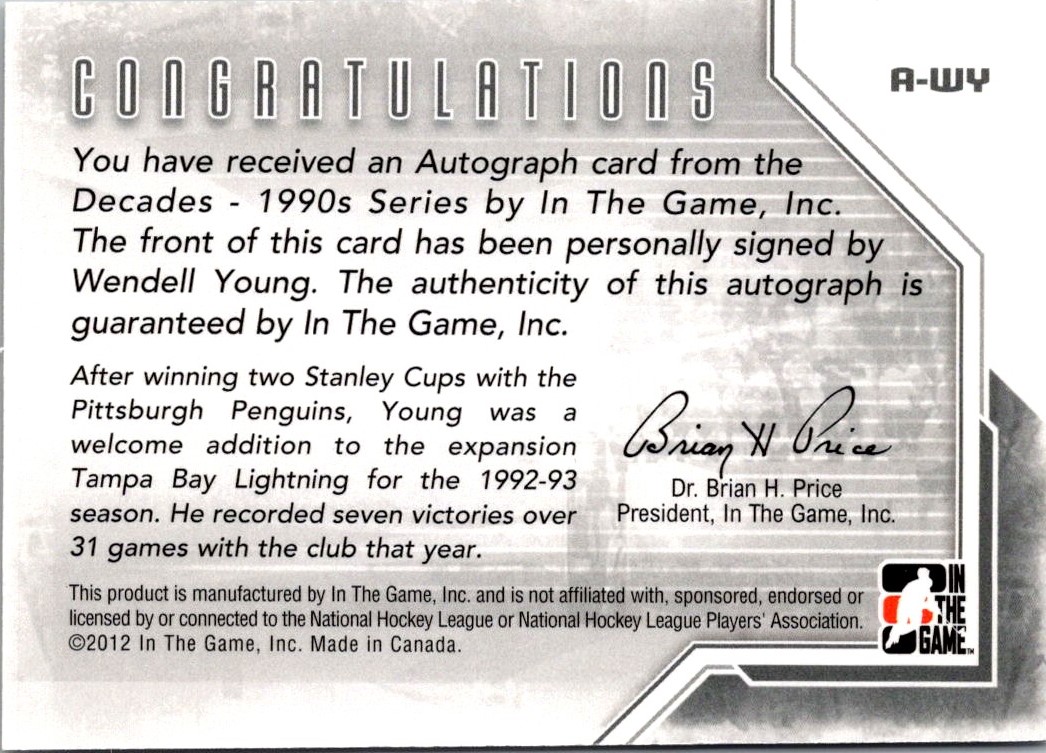 CONGRATULATIONS
A-WY
You have received an Autograph card from the
Decades - 1990s Series by In The Game, Inc.
The front of this card has been personally signed by
Wendell Young. The authenticity of this autograph is
guaranteed by In The Game, Inc.
After winning two Stanley Cups with the
Pittsburgh Penguins, Young was a
welcome addition to the expansion
Tampa Bay Lightning for the 1992-93
season. He recorded seven victories over
31 games with the club that year.
Brian H Price
Dr. Brian H. Price
President, In The Game, Inc.
This product is manufactured by In The Game, Inc. and is not affiliated with, sponsored, endorsed or
licensed by or connected to the National Hockey League or National Hockey League Players' Association.
©2012 In The Game, Inc. Made in Canada.
IN
THE
GAME™